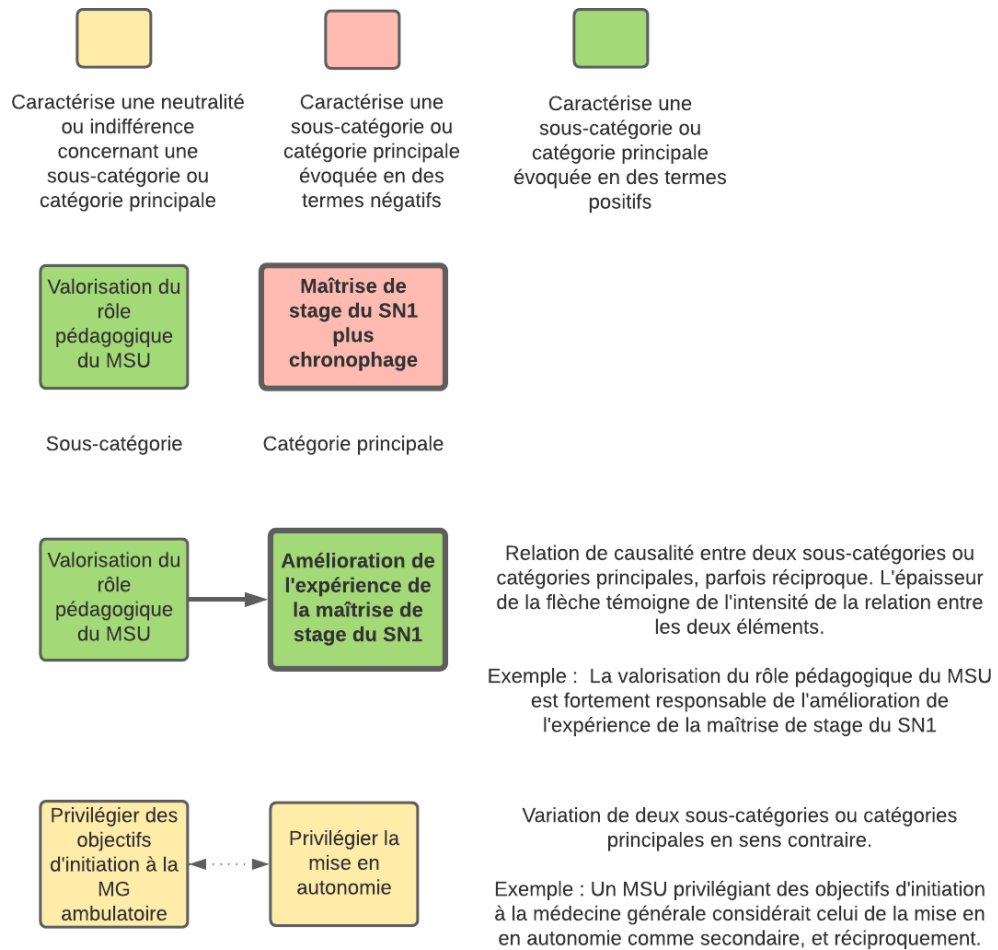 Caractérise une neutralité
ou indifférence
concernant une
sous-catégorie ou
catégorie principale
Caractérise une
sous-catégorie ou
catégorie principale
évoquée en des
termes négatifs
Caractérise une
sous-catégorie ou
catégorie principale
évoquée en des termes
positifs
Valorisation du
rôle
pédagogique
du MSU
Maîtrise de
stage du SN1
plus
chronophage
Sous-catégorie
Catégorie principale
Valorisation du
rôle
pédagogique
du MSU
Amélioration de
l'expérience de
la maîtrise de
stage du SN1
Relation de causalité entre deux sous-catégories ou
catégories principales, parfois réciproque. L'épaisseur
de la flèche témoigne de l'intensité de la relation entre
les deux éléments.
Exemple : La valorisation du rôle pédagogique du MSU
est fortement responsable de l'amélioration de
l'expérience de la maîtrise de stage du SN1
Privilégier des
objectifs
d'initiation à la
MG
ambulatoire
Privilégier la
mise en
autonomie
Variation de deux sous-catégories ou catégories
principales en sens contraire.
Exemple : Un MSU privilégiant des objectifs d'initiation
à la médecine générale considérait celui de la mise en
en autonomie comme secondaire, et réciproquement.